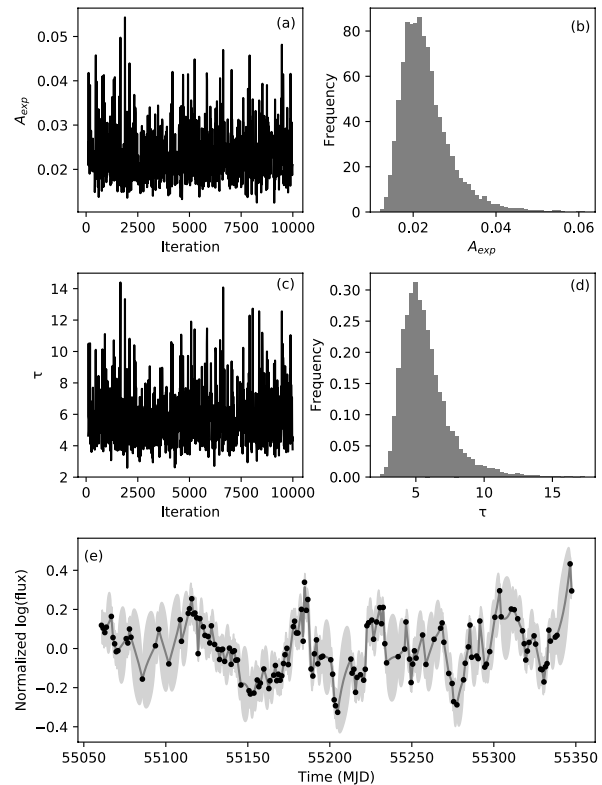 (a)
0.05
0.04
0.03
0.02
A_exp
0 2500 5000 7500 10000
Iteration
(b)
80
60
40
20
0
Frequency
0.02 0.04 0.06
A_exp
(c)
14
12
10
8
6
4
2
τ
0 2500 5000 7500 10000
Iteration
(d)
0.30
0.25
0.20
0.15
0.10
0.05
0.00
Frequency
5 10 15
τ
(e)
0.4
0.2
0.0
−0.2
−0.4
Normalized log(flux)
55050 55100 55150 55200 55250 55300 55350
Time (MJD)